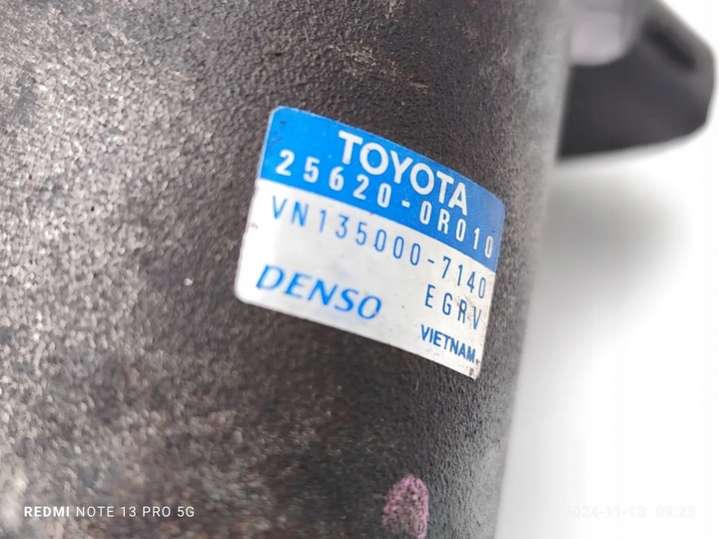 TOYOTA
25620-0R010
VN135000-7140
DENSO EGRV
VIETNAM
REDMI NOTE 13 PRO 5G